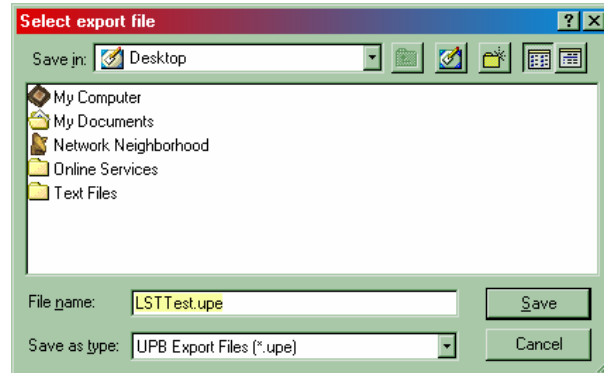 Select export file
Save in: Desktop
My Computer
My Documents
Network Neighborhood
Online Services
Text Files
File name: LSTTest.upe Save
Save as type: UPB Export Files (*.upe) Cancel